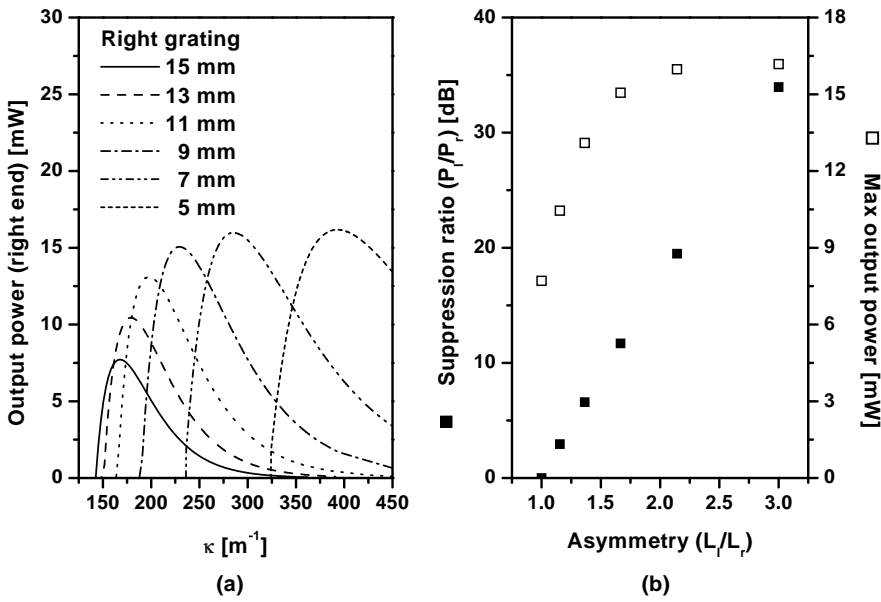 Output power (right end) [mW]
30
25
20
15
10
5
0
Right grating
15 mm
13 mm
11 mm
9 mm
7 mm
5 mm
150 200 250 300 350 400 450
κ [m⁻¹]
(a)
Suppression ratio (Pₗ/Pᵣ) [dB]
40
30
20
10
0
1.0 1.5 2.0 2.5 3.0
Asymmetry (Lₗ/Lᵣ)
18
15
12
9
6
3
0
Max output power [mW]
(b)